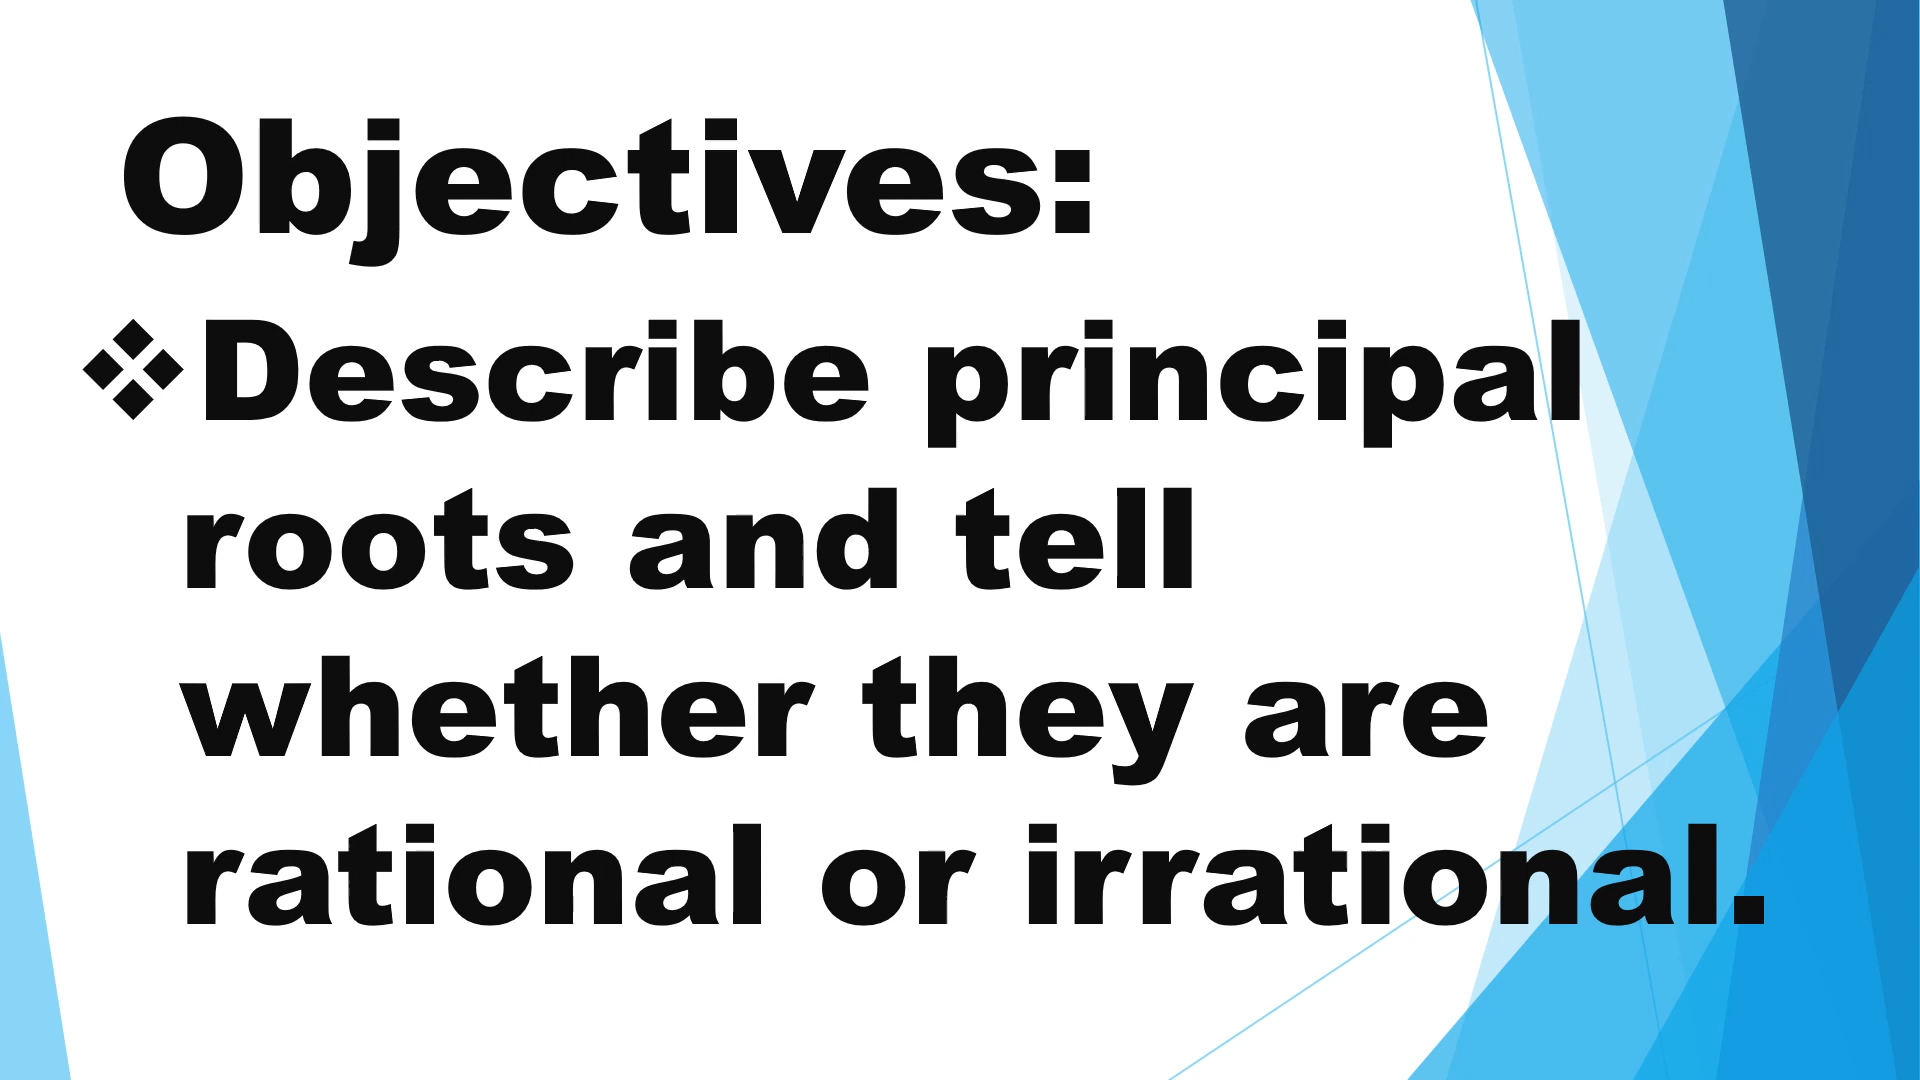 Objectives:
❖Describe principal
roots and tell
whether they are
rational or irrational.